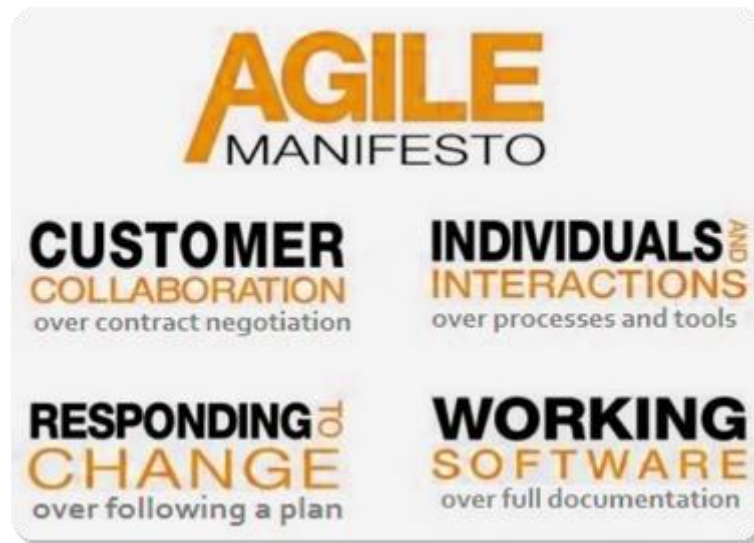 AGILE
MANIFESTO
CUSTOMER
COLLABORATION
over contract negotiation
INDIVIDUALS AND
INTERACTIONS
over processes and tools
RESPONDING TO
CHANGE
over following a plan
WORKING
SOFTWARE
over full documentation